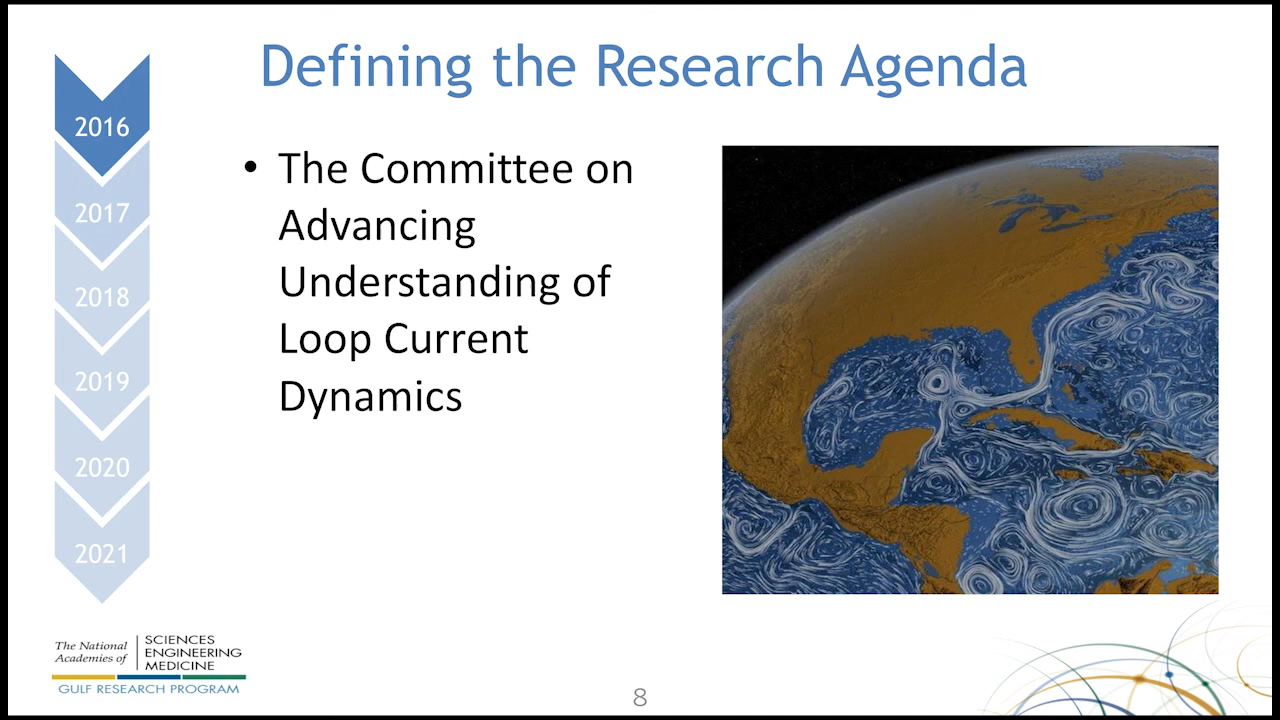 Defining the Research Agenda
2016
2017
2018
2019
2020
2021
• The Committee on
Advancing
Understanding of
Loop Current
Dynamics
The National
Academies of
SCIENCES
ENGINEERING
MEDICINE
GULF RESEARCH PROGRAM
8